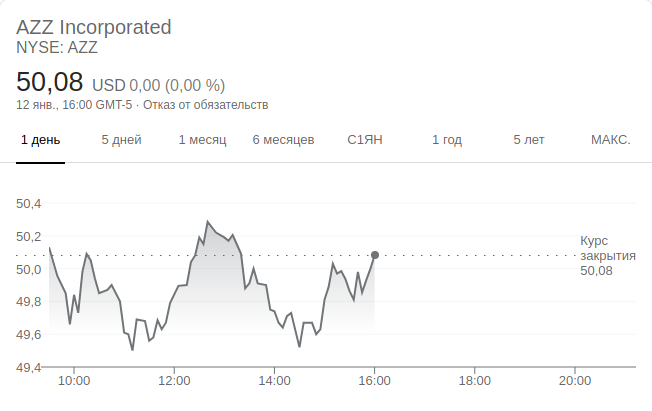 AZZ Incorporated
NYSE: AZZ
50,08 USD 0,00 (0,00 %)
12 янв., 16:00 GMT-5 · Отказ от обязательств
1 день 5 дней 1 месяц 6 месяцев С1ЯН 1 год 5 лет МАКС.
50,4
50,2
50,0
49,8
49,6
49,4
Курс
закрытия
50,08
10:00 12:00 14:00 16:00 18:00 20:00